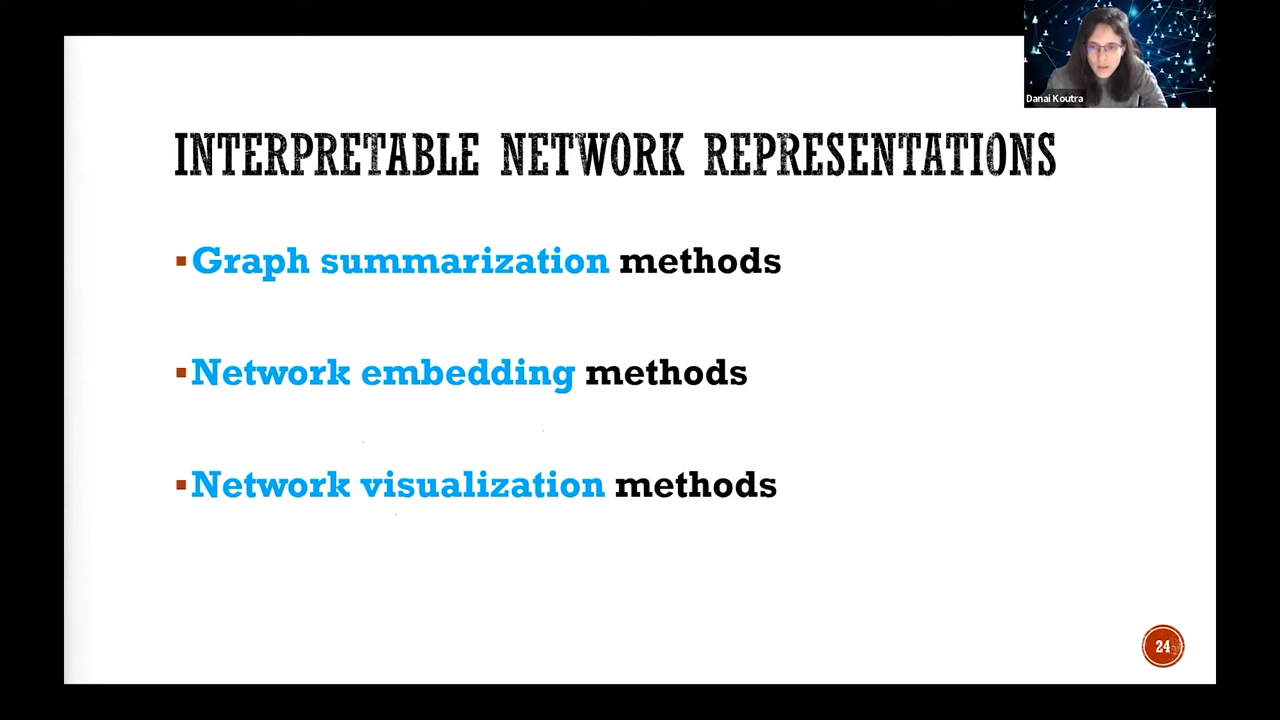 Danai Koutra
INTERPRETABLE NETWORK REPRESENTATIONS
▪Graph summarization methods
▪Network embedding methods
▪Network visualization methods
24